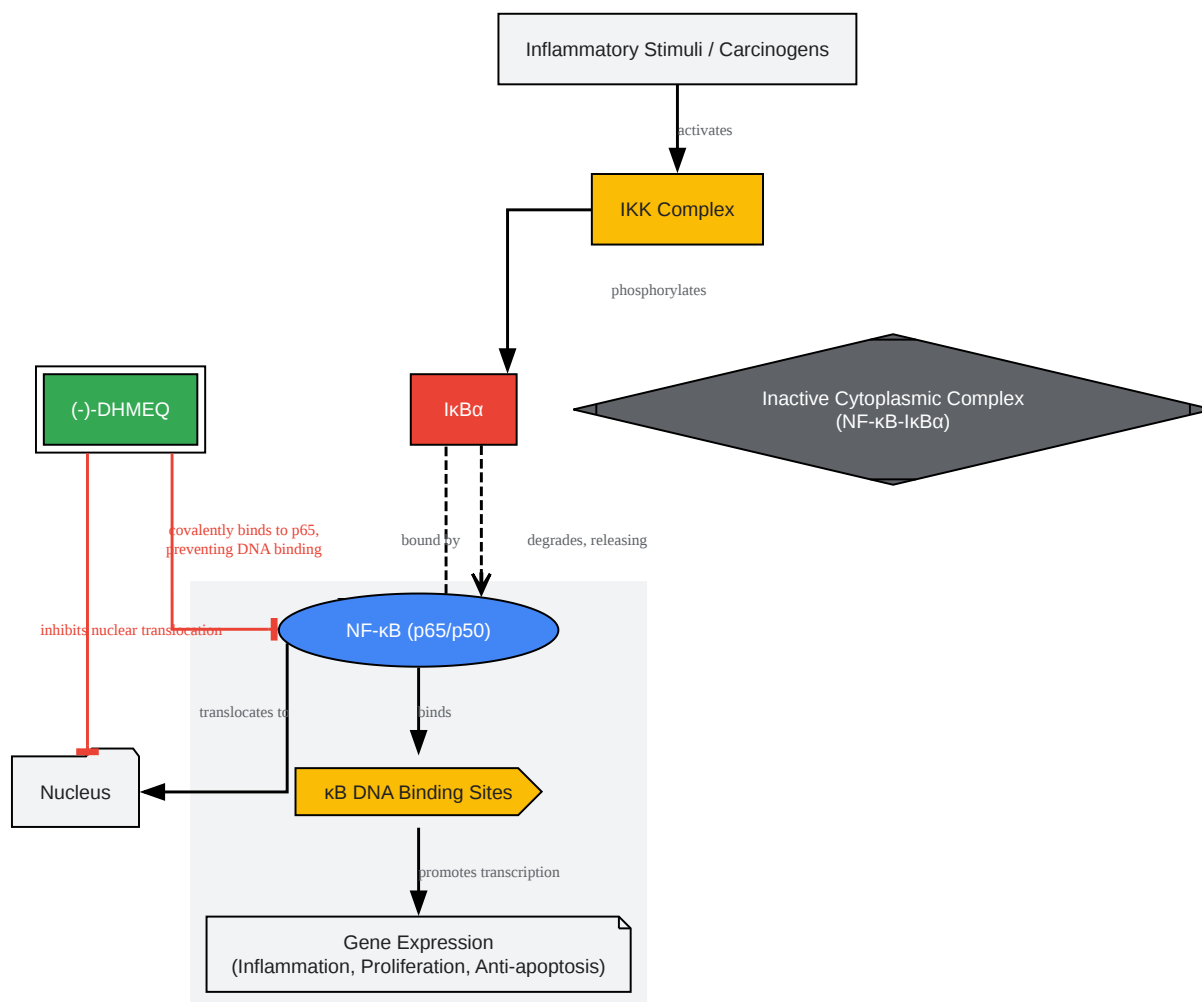 Inflammatory Stimuli / Carcinogens
activates
IKK Complex
phosphorylates
(-)-DHMEQ
IκBα
Inactive Cytoplasmic Complex
(NF-κB-IκBα)
covalently binds to p65,
preventing DNA binding
bound by
degrades, releasing
inhibits nuclear translocation
NF-κB (p65/p50)
translocates to
binds
Nucleus
κB DNA Binding Sites
promotes transcription
Gene Expression
(Inflammation, Proliferation, Anti-apoptosis)